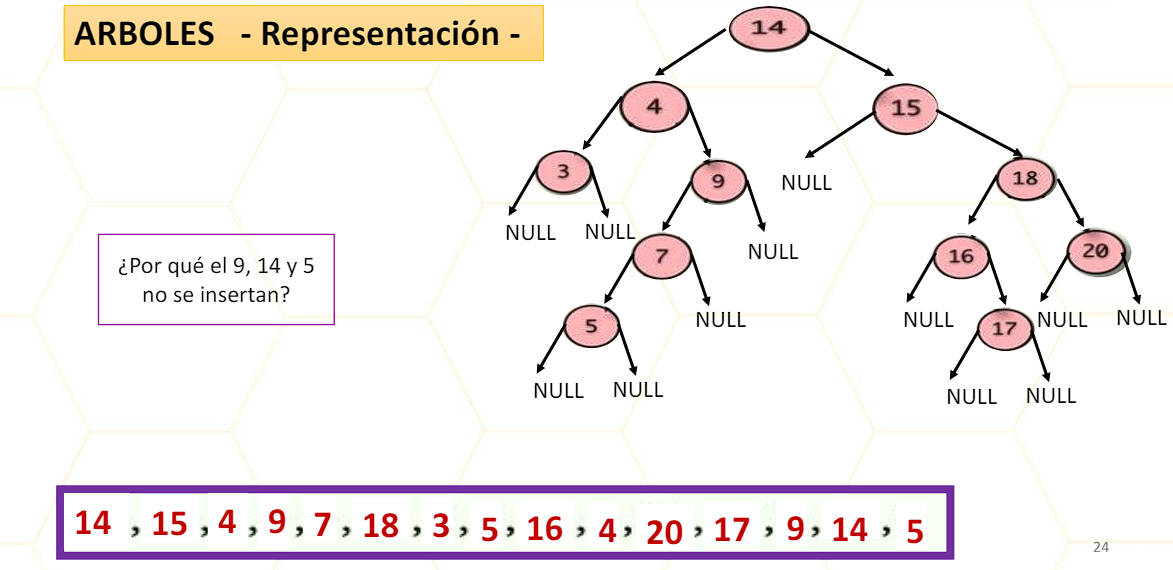 ARBOLES - Representación -
14
4
15
3
9
18
NULL
NULL
NULL
7
NULL
16
20
5
NULL
NULL
17
NULL
NULL
NULL
NULL
NULL
NULL
¿Por qué el 9, 14 y 5
no se insertan?
14 , 15 , 4 , 9 , 7 , 18 , 3 , 5 , 16 , 4 , 20 , 17 , 9 , 14 , 5
24